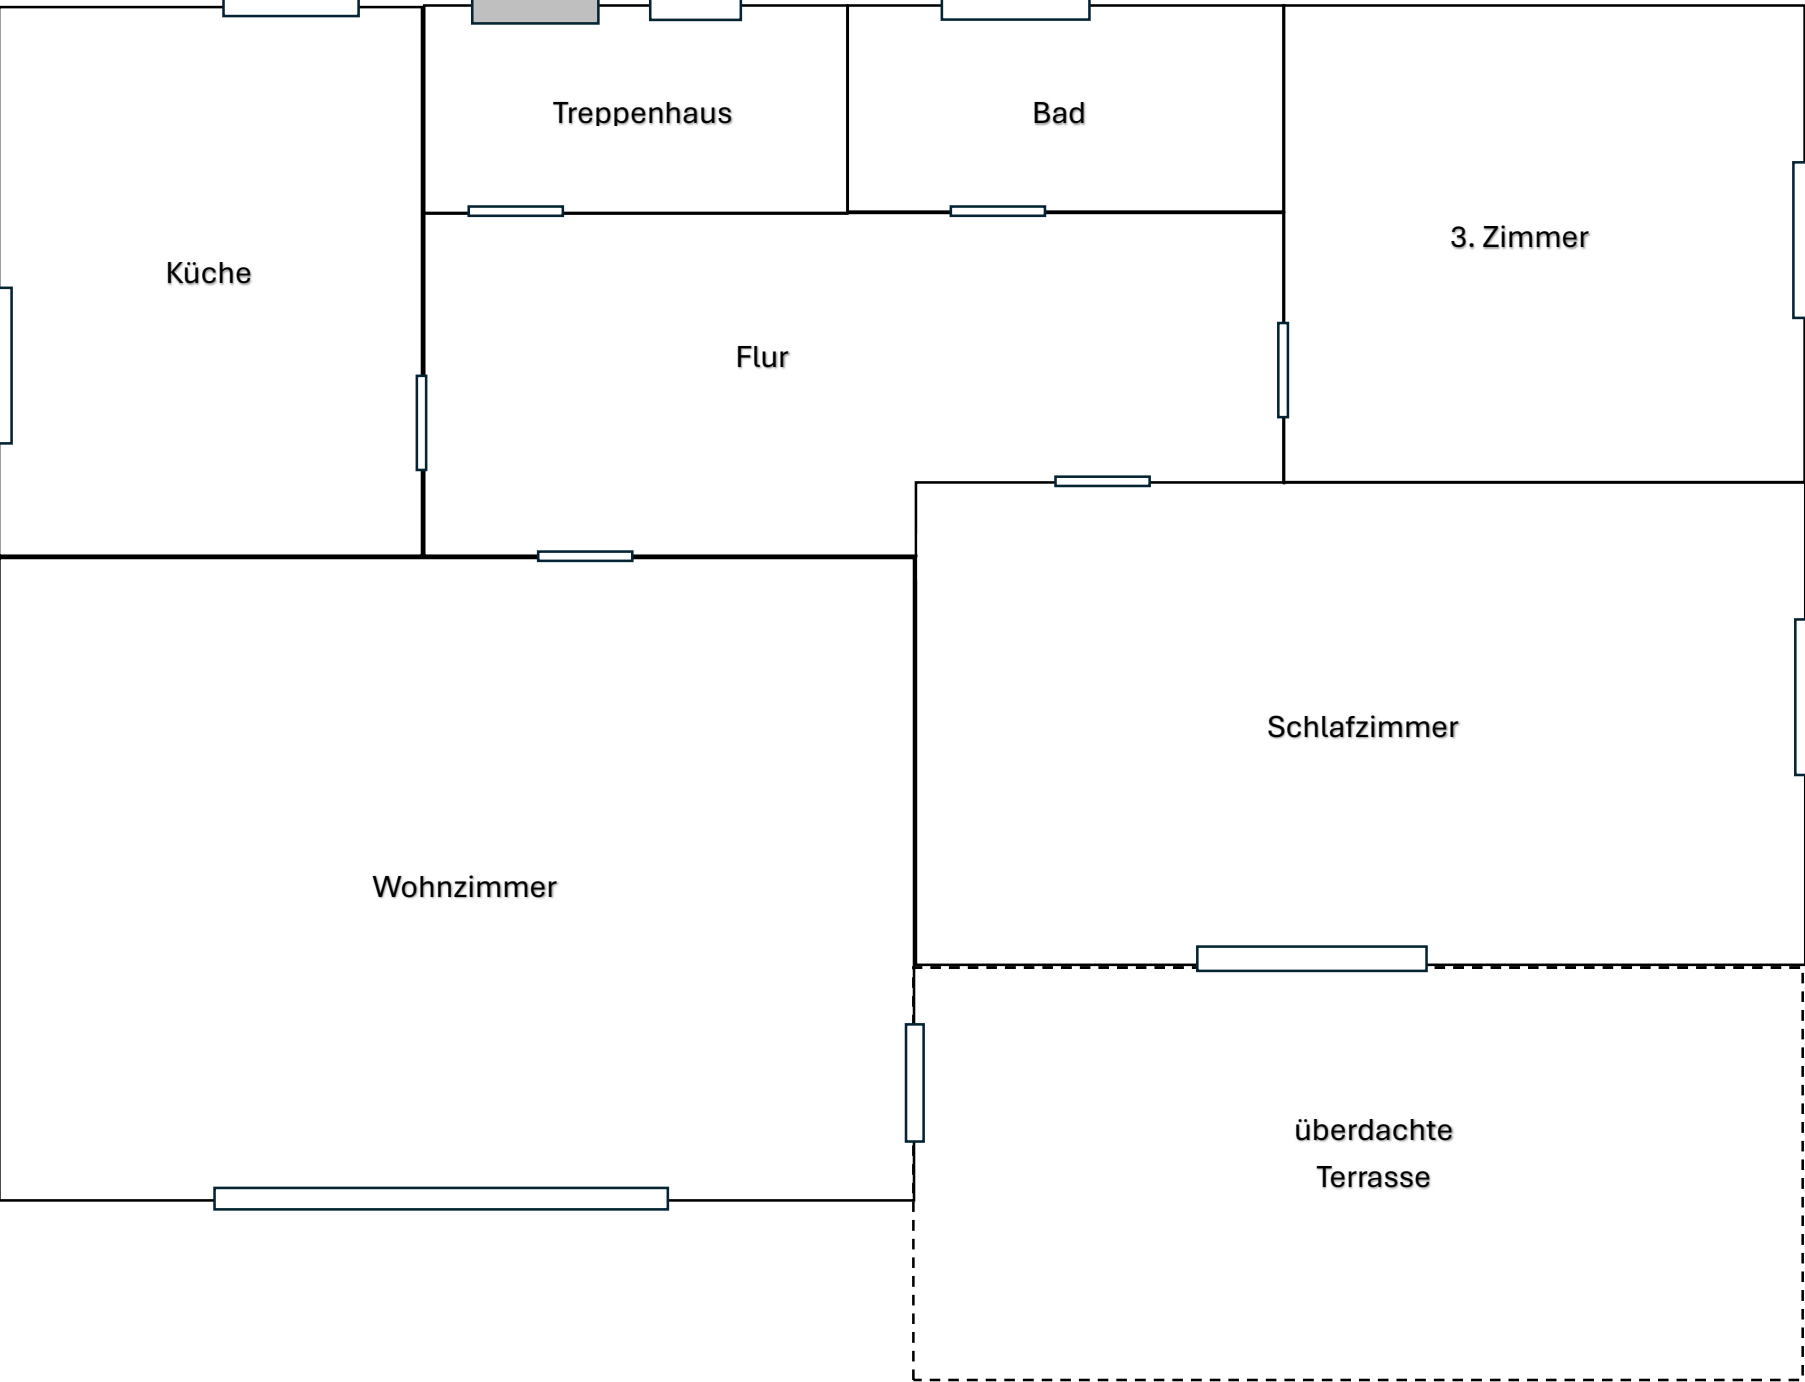 Treppenhaus
Bad
3. Zimmer
Küche
Flur
Schlafzimmer
Wohnzimmer
überdachte
Terrasse